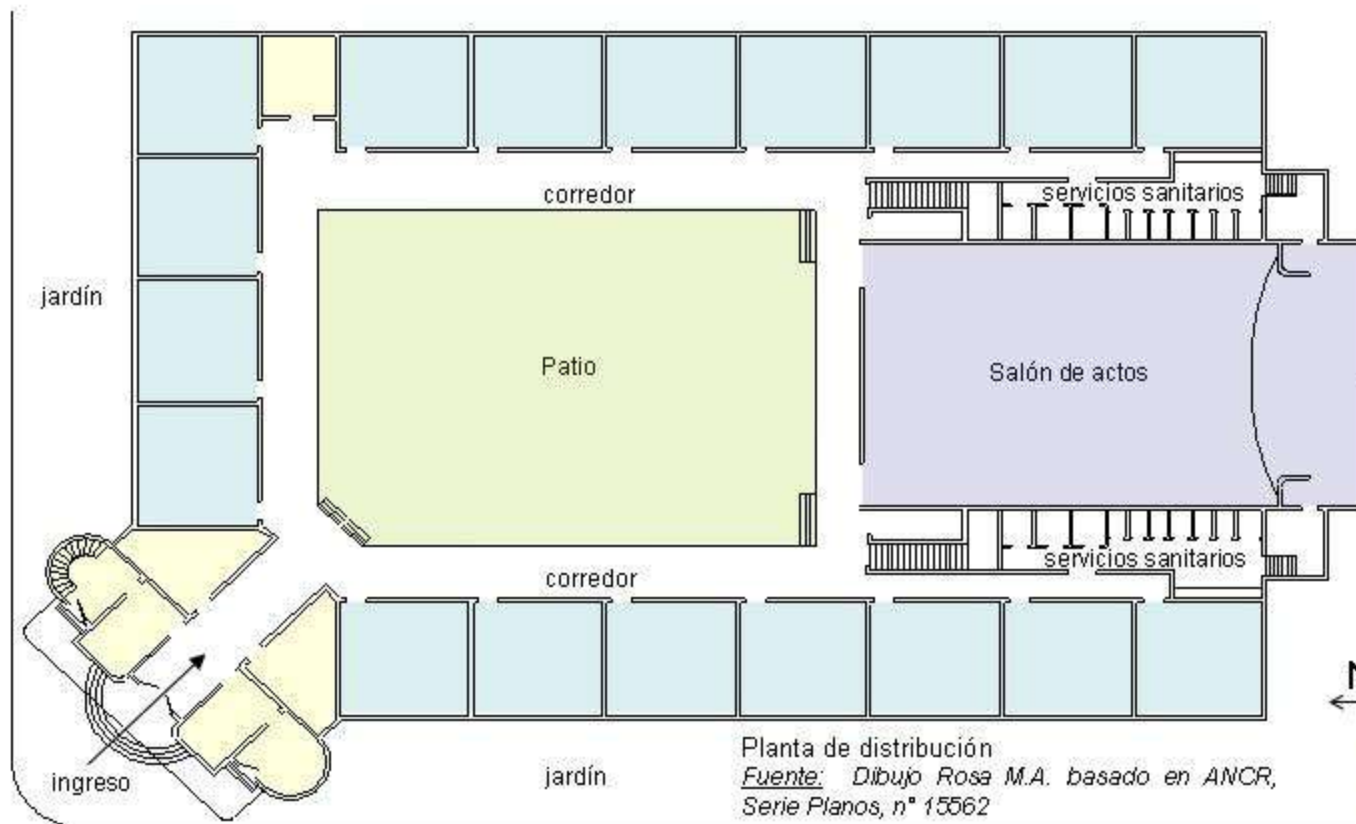 corredor
servicios sanitarios
jardín
Patio
Salón de actos
corredor
servicios sanitarios
ingreso
jardín
N
Planta de distribución
Fuente: Dibujo Rosa M.A. basado en ANCR,
Serie Planos, n° 15562